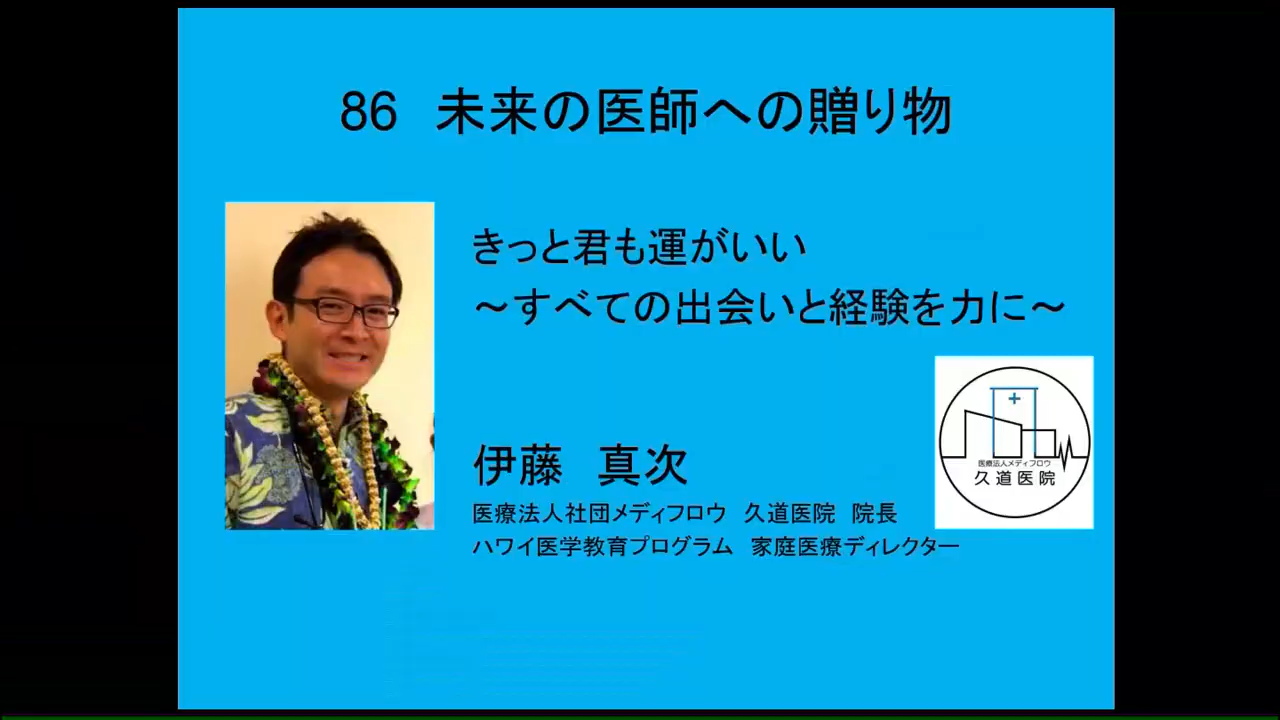 86　未来の医師への贈り物
きっと君も運がいい
～すべての出会いと経験を力に～
医療法人メディフロウ
久道医院
伊藤　真次
医療法人社団メディフロウ　久道医院　院長
ハワイ医学教育プログラム　家庭医療ディレクター